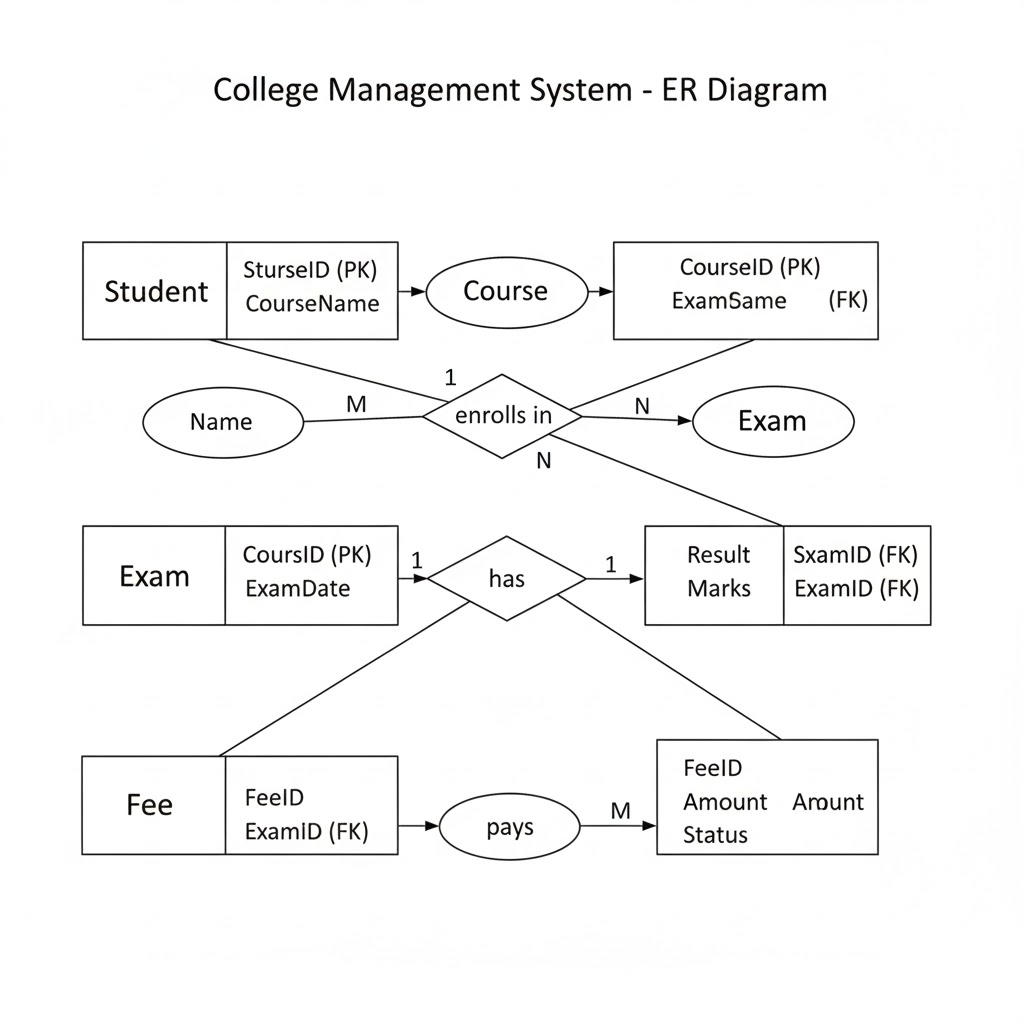 College Management System - ER Diagram
Student
SturseID (PK)
CourseName
Course
CourseID (PK)
ExamSame (FK)
1
Name
M
enrolls in
N
Exam
N
Exam
CoursID (PK)
ExamDate
1
has
1
Result
Marks
SxamID (FK)
ExamID (FK)
Fee
FeeID
ExamID (FK)
pays
M
FeeID
Amount Amount
Status